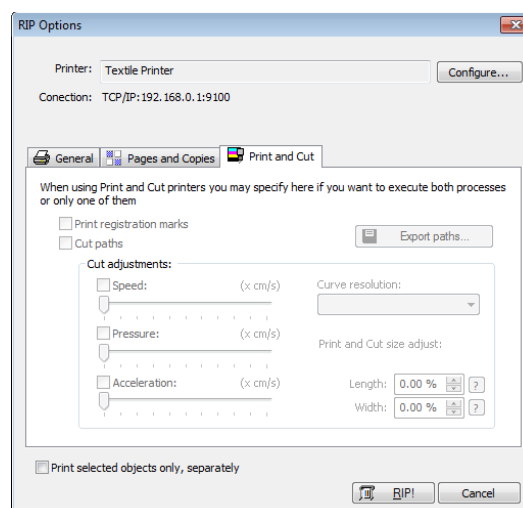 RIP Options
Printer: Textile Printer Configure...
Conection: TCP/IP:192.168.0.1:9100
General Pages and Copies Print and Cut
When using Print and Cut printers you may specify here if you want to execute both processes
or only one of them
Print registration marks
Cut paths Export paths...
Cut adjustments:
Speed: (x cm/s) Curve resolution:
Pressure: (x cm/s)
Print and Cut size adjust:
Acceleration: (x cm/s) Length: 0.00 % ?
Width: 0.00 % ?
Print selected objects only, separately
RIP! Cancel